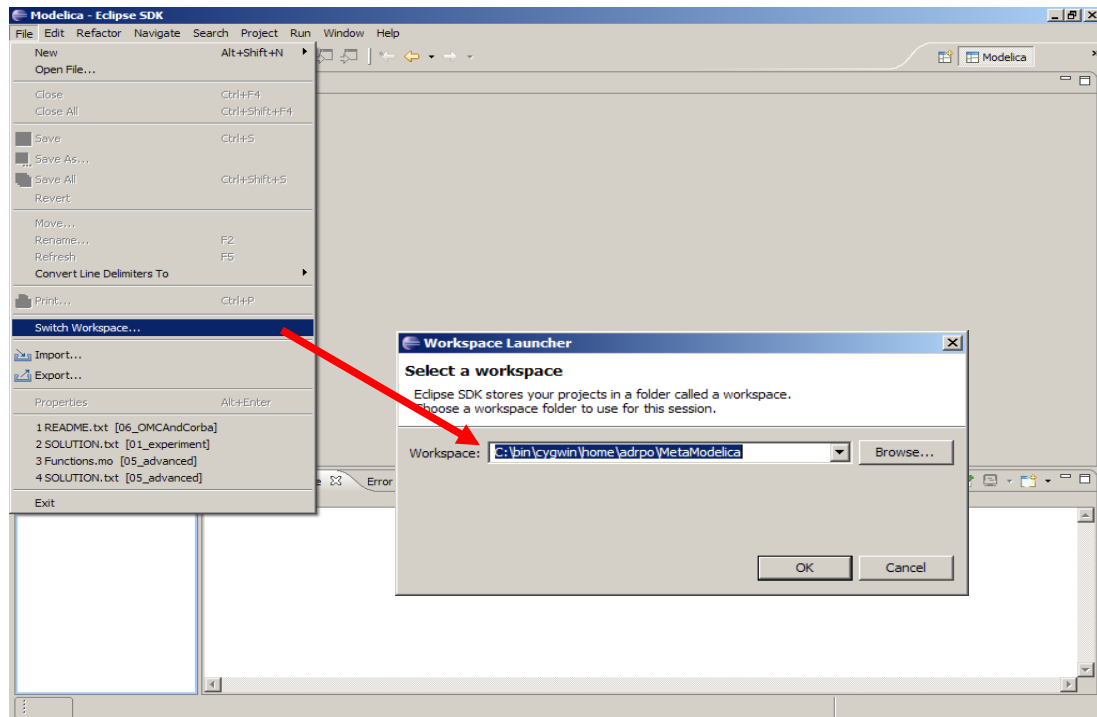 Modelica - Eclipse SDK
File Edit Refactor Navigate Search Project Run Window Help
New Alt+Shift+N
Open File...
Modelica
Close Ctrl+F4
Close All Ctrl+Shift+F4
Save Ctrl+S
Save As...
Save All Ctrl+Shift+S
Revert
Move...
Rename... F2
Refresh F5
Convert Line Delimiters To
Print... Ctrl+P
Switch Workspace...
Import...
Export...
Properties Alt+Enter
1 README.txt [06_OMCAndCorba]
2 SOLUTION.txt [01_experiment]
3 Functions.mo [05_advanced]
4 SOLUTION.txt [05_advanced]
Exit
Workspace Launcher
Select a workspace
Eclipse SDK stores your projects in a folder called a workspace.
Choose a workspace folder to use for this session.
Workspace: C:\bin\cygwin\home\adrpo\MetaModelica Browse...
OK Cancel
Error